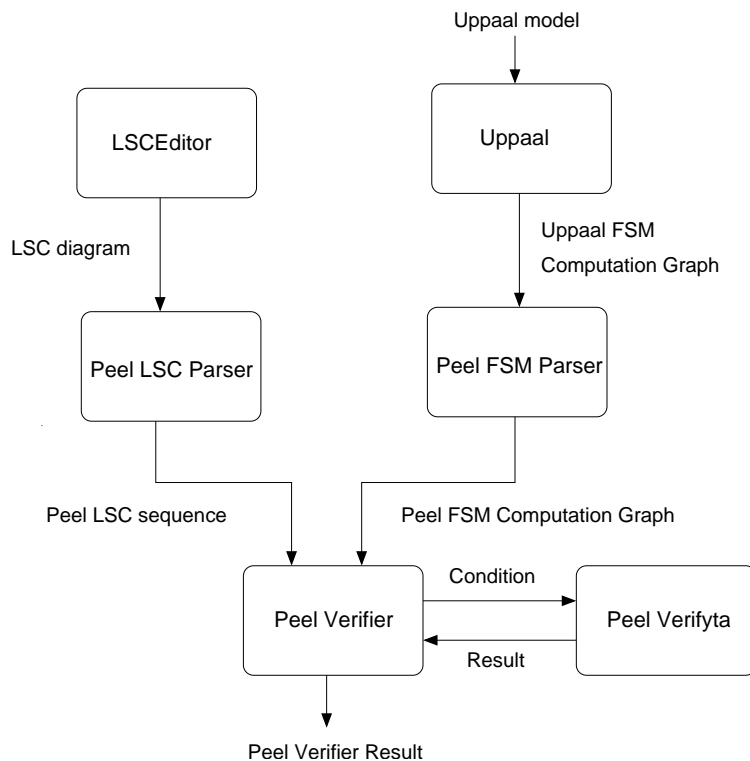 Uppaal model
LSCEditor
Uppaal
LSC diagram
Uppaal FSM
Computation Graph
Peel LSC Parser
Peel FSM Parser
Peel LSC sequence
Peel FSM Computation Graph
Condition
Peel Verifier
Peel Verifyta
Result
Peel Verifier Result